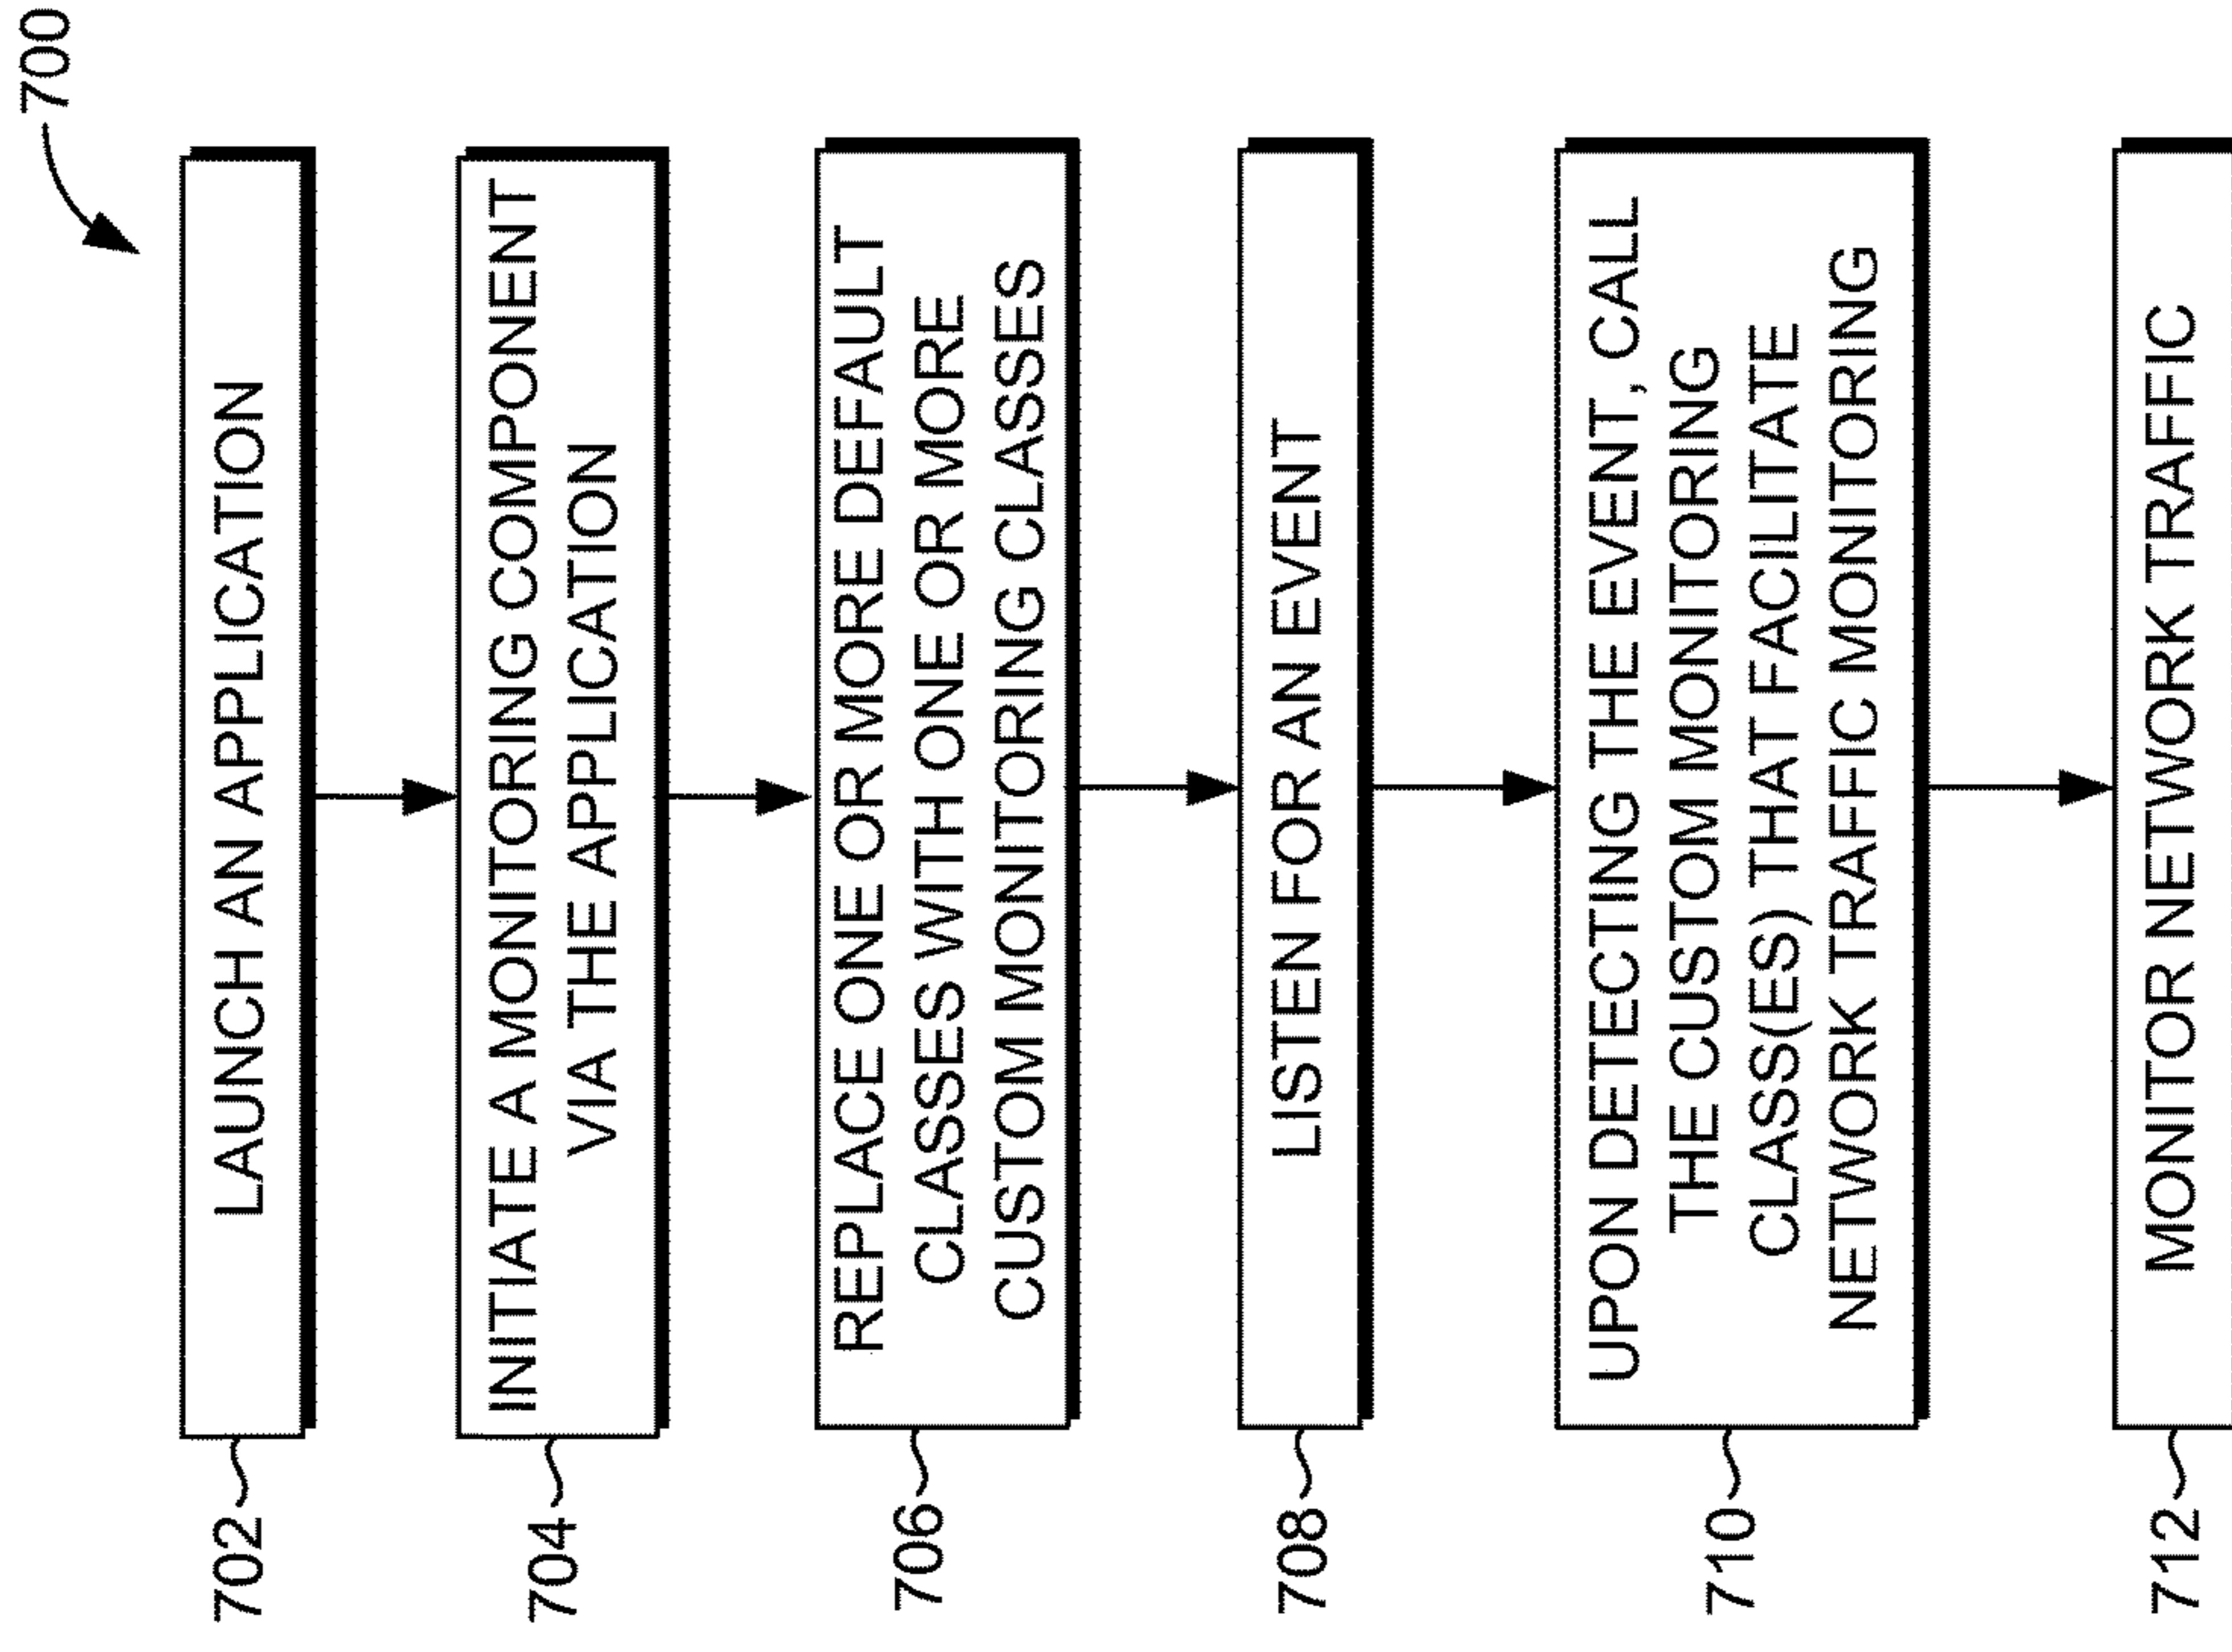 700
702
LAUNCH AN APPLICATION
704
INITIATE A MONITORING COMPONENT
VIA THE APPLICATION
706
REPLACE ONE OR MORE DEFAULT
CLASSES WITH ONE OR MORE
CUSTOM MONITORING CLASSES
708
LISTEN FOR AN EVENT
710
UPON DETECTING THE EVENT, CALL
THE CUSTOM MONITORING
CLASS(ES) THAT FACILITATE
NETWORK TRAFFIC MONITORING
712
MONITOR NETWORK TRAFFIC